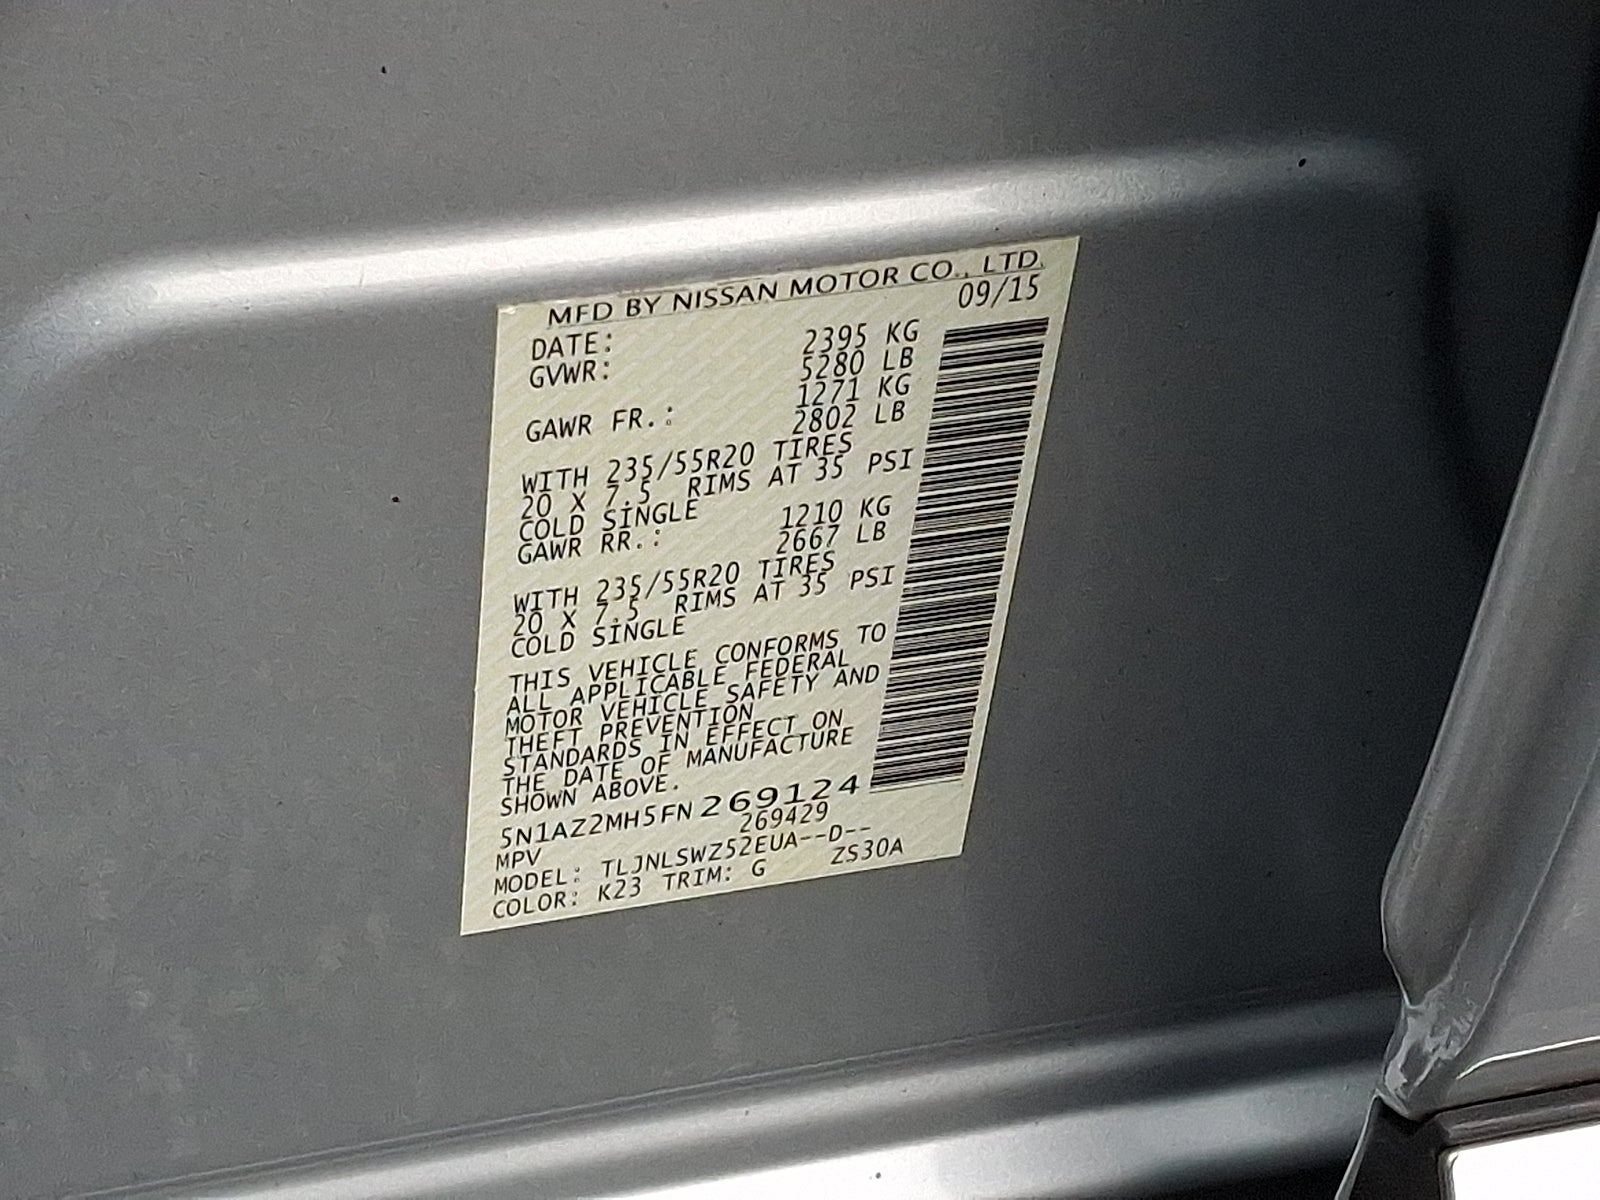 MFD BY NISSAN MOTOR CO., LTD.
DATE: 09/15
GVWR: 2395 KG
5280 LB
1271 KG
GAWR FR.: 2802 LB
WITH 235/55R20 TIRES
20 X 7.5 RIMS AT 35 PSI
COLD SINGLE
GAWR RR.: 1210 KG
2667 LB
WITH 235/55R20 TIRES
20 X 7.5 RIMS AT 35 PSI
COLD SINGLE
THIS VEHICLE CONFORMS TO
ALL APPLICABLE FEDERAL
MOTOR VEHICLE SAFETY AND
THEFT PREVENTION
STANDARDS IN EFFECT ON
THE DATE OF MANUFACTURE
SHOWN ABOVE.
5N1AZ2MH5FN269124
269429
MPV
MODEL: TLJNLSWZ52EUA--D--
COLOR: K23 TRIM: G ZS30A